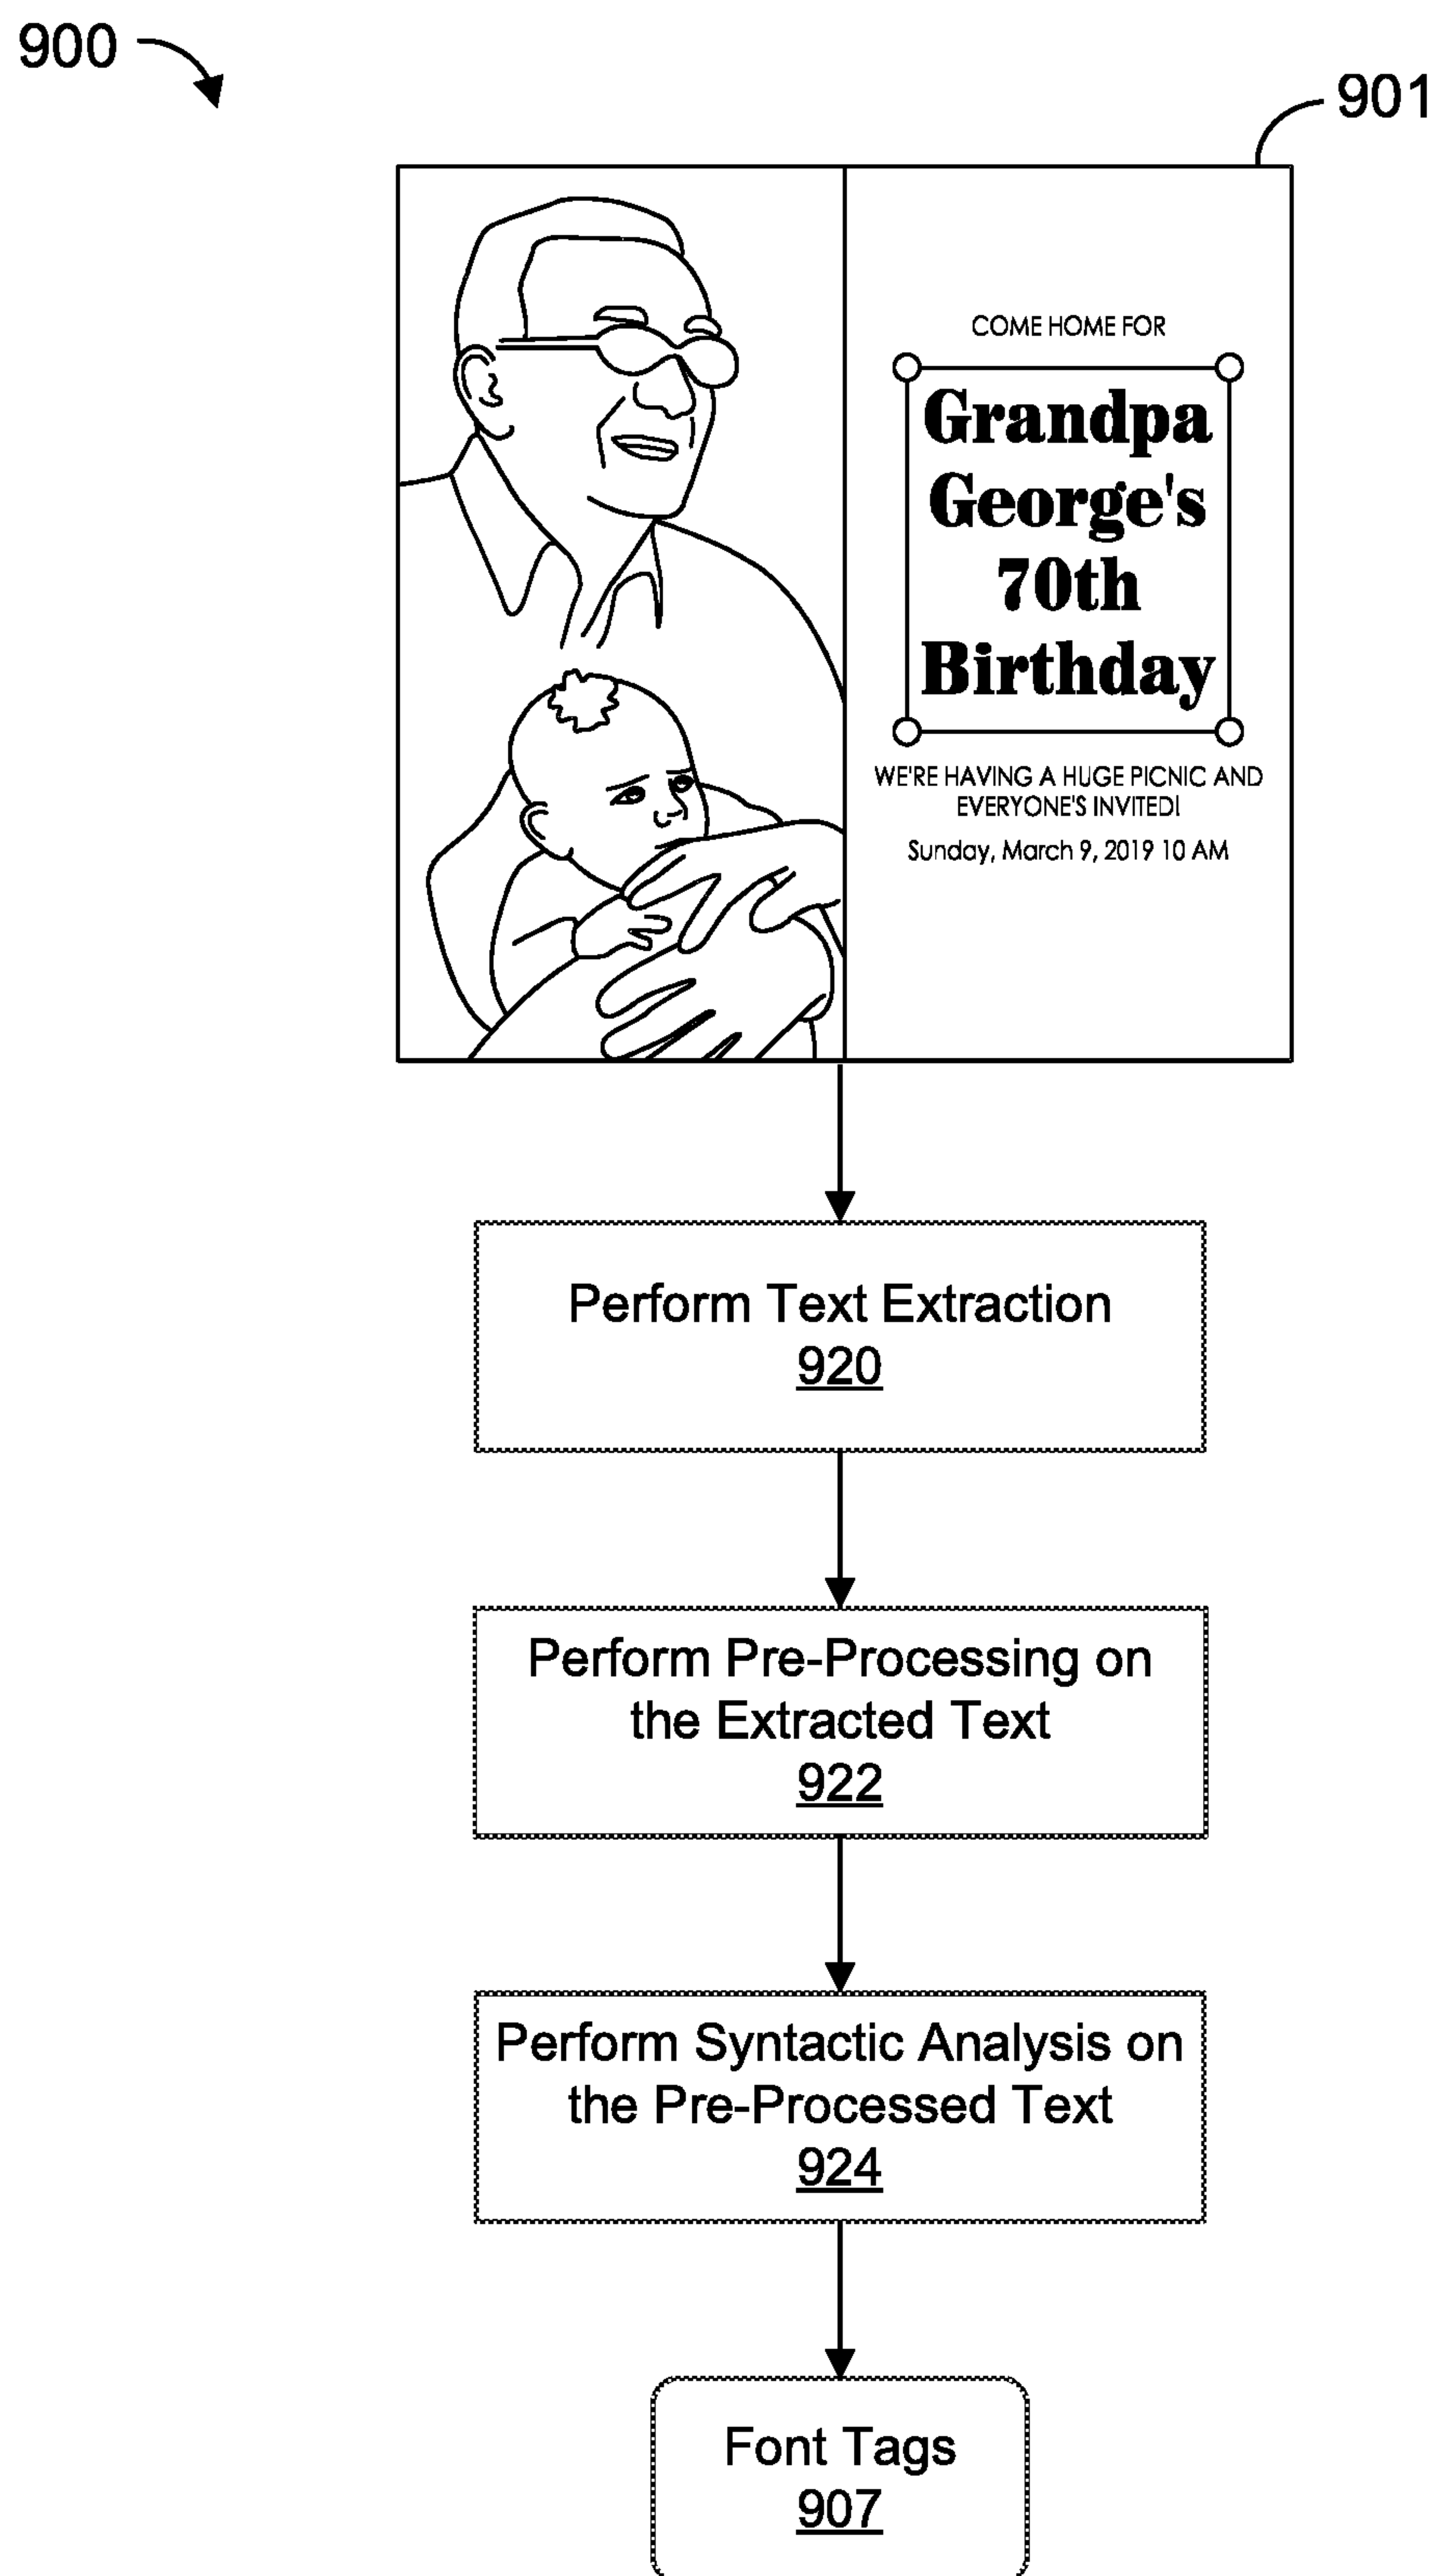 900
901
COME HOME FOR
Grandpa
George's
70th
Birthday
WE'RE HAVING A HUGE PICNIC AND
EVERYONE'S INVITED!
Sunday, March 9, 2019 10 AM
Perform Text Extraction
920
Perform Pre-Processing on
the Extracted Text
922
Perform Syntactic Analysis on
the Pre-Processed Text
924
Font Tags
907